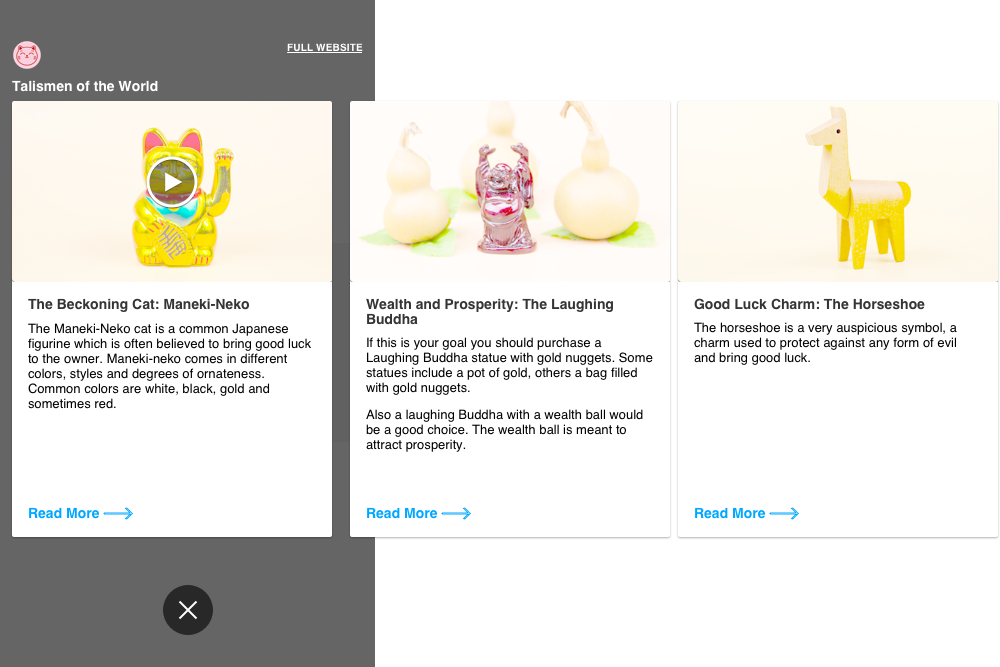 FULL WEBSITE
Talismen of the World
The Beckoning Cat: Maneki-Neko
The Maneki-Neko cat is a common Japanese
figurine which is often believed to bring good luck
to the owner. Maneki-neko comes in different
colors, styles and degrees of ornateness.
Common colors are white, black, gold and
sometimes red.
Read More
Wealth and Prosperity: The Laughing
Buddha
If this is your goal you should purchase a
Laughing Buddha statue with gold nuggets. Some
statues include a pot of gold, others a bag filled
with gold nuggets.
Also a laughing Buddha with a wealth ball would
be a good choice. The wealth ball is meant to
attract prosperity.
Read More
Good Luck Charm: The Horseshoe
The horseshoe is a very auspicious symbol, a
charm used to protect against any form of evil
and bring good luck.
Read More